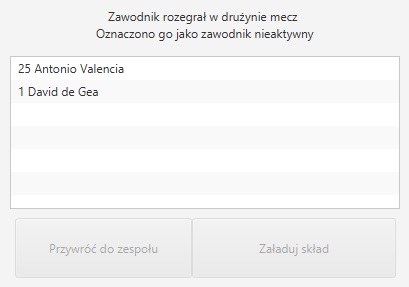 Zawodnik rozegrał w drużynie mecz
Oznaczono go jako zawodnik nieaktywny
25 Antonio Valencia
1 David de Gea
Przywróć do zespołu
Załaduj skład